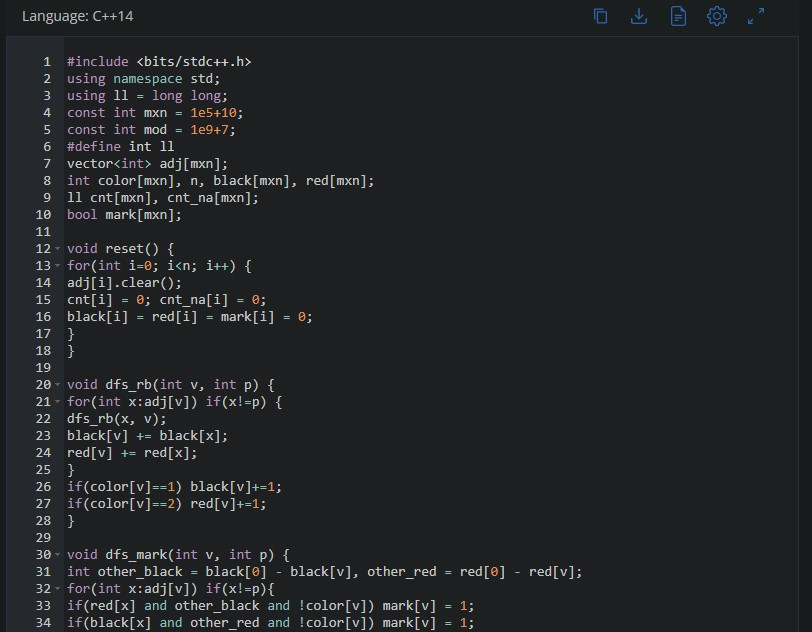 Language: C++14
1 #include <bits/stdc++.h>
2 using namespace std;
3 using ll = long long;
4 const int mxn = 1e5+10;
5 const int mod = 1e9+7;
6 #define int ll
7 vector<int> adj[mxn];
8 int color[mxn], n, black[mxn], red[mxn];
9 ll cnt[mxn], cnt_na[mxn];
10 bool mark[mxn];
11
12 void reset() {
13 for(int i=0; i<n; i++) {
14 adj[i].clear();
15 cnt[i] = 0; cnt_na[i] = 0;
16 black[i] = red[i] = mark[i] = 0;
17 }
18 }
19
20 void dfs_rb(int v, int p) {
21 for(int x:adj[v]) if(x!=p) {
22 dfs_rb(x, v);
23 black[v] += black[x];
24 red[v] += red[x];
25 }
26 if(color[v]==1) black[v]+=1;
27 if(color[v]==2) red[v]+=1;
28 }
29
30 void dfs_mark(int v, int p) {
31 int other_black = black[0] - black[v], other_red = red[0] - red[v];
32 for(int x:adj[v]) if(x!=p){
33 if(red[x] and other_black and !color[v]) mark[v] = 1;
34 if(black[x] and other_red and !color[v]) mark[v] = 1;